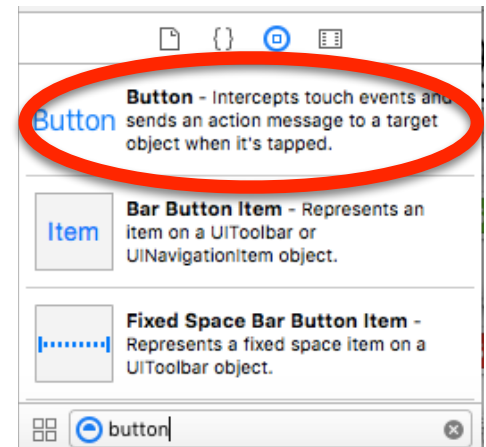 Button
Button - Intercepts touch events and
sends an action message to a target
object when it's tapped.
Item
Bar Button Item - Represents an
item on a UIToolbar or
UINavigationItem object.
Fixed Space Bar Button Item -
Represents a fixed space item on a
UIToolbar object.
button